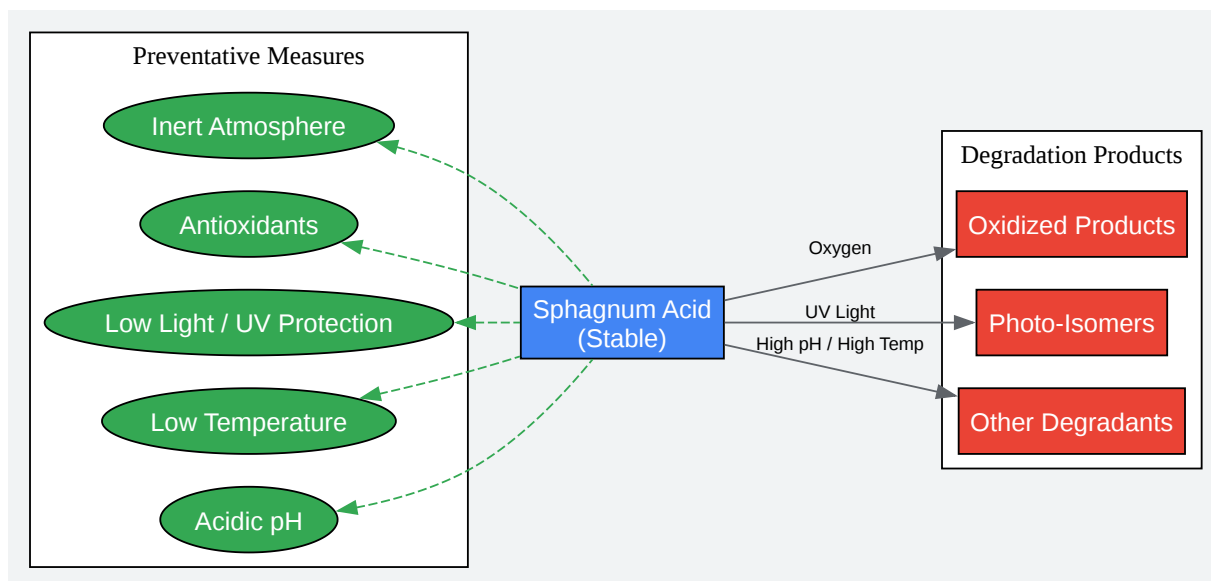 Preventative Measures
Inert Atmosphere
Antioxidants
Low Light / UV Protection
Low Temperature
Acidic pH
Sphagnum Acid
(Stable)
Oxygen
UV Light
High pH / High Temp
Degradation Products
Oxidized Products
Photo-Isomers
Other Degradants